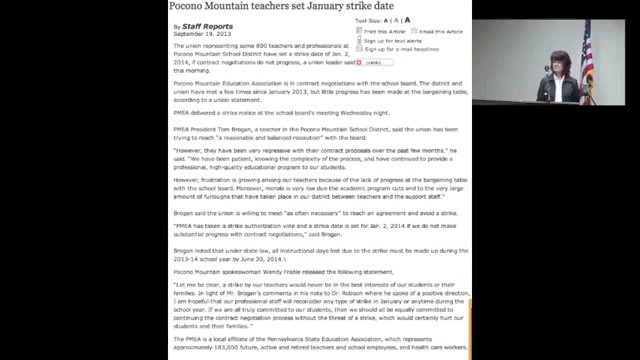 Pocono Mountain teachers set January strike date
Text Size: A | A | A
Print this Article  Email this Article
Sign up for text alerts
Sign up for e-mail headlines
By Staff Reports
September 19, 2013
The union representing some 800 teachers and professionals at
Pocono Mountain School District have set a strike date of Jan. 2,
2014, if contract negotiations do not progress, a union leader said
this morning.
Pocono Mountain Education Association is in contract negotiations with the school board. The district and
union have met a few times since January 2013, but little progress has been made at the bargaining table,
according to a union statement.
PMEA delivered a strike notice at the school board's meeting Wednesday night.
PMEA President Tom Brogan, a teacher in the Pocono Mountain School District, said the union has been
trying to reach "a reasonable and balanced resolution" with the board.
"However, they have been very regressive with their contract proposals over the past few months," he
said. "We have been patient, knowing the complexity of the process, and have continued to provide a
professional, high-quality educational program to our students.
However, frustration is growing among our teachers because of the lack of progress at the bargaining table
with the school board. Moreover, morale is very low due the academic program cuts and to the very large
amount of furloughs that have taken place in our district between teachers and the support staff."
Brogan said the union is willing to meet "as often necessary" to reach an agreement and avoid a strike.
"PMEA has taken a strike authorization vote and a strike date is set for Jan. 2, 2014 if we do not make
substantial progress with contract negotiations," said Brogan.
Brogan noted that under state law, all instructional days lost due to the strike must be made up during the
2013-14 school year by June 30, 2014.\
Pocono Mountain spokeswoman Wendy Frable released the following statement,
"Let me be clear, a strike by our teachers would never be in the best interests of our students or their
families. In light of Mr. Brogan's comments in his note to Dr. Robison where he spoke of a positive direction,
I am hopeful that our professional staff will reconsider any type of strike in January or anytime during the
school year. If we are all truly committed to our students, then we should all be equally committed to
continuing the contract negotiation process without the threat of a strike, which would certainly hurt our
students and their families. "
The PMEA is a local affiliate of the Pennsylvania State Education Association, which represents
approximately 183,000 future, active and retired teachers and school employees, and health care workers.